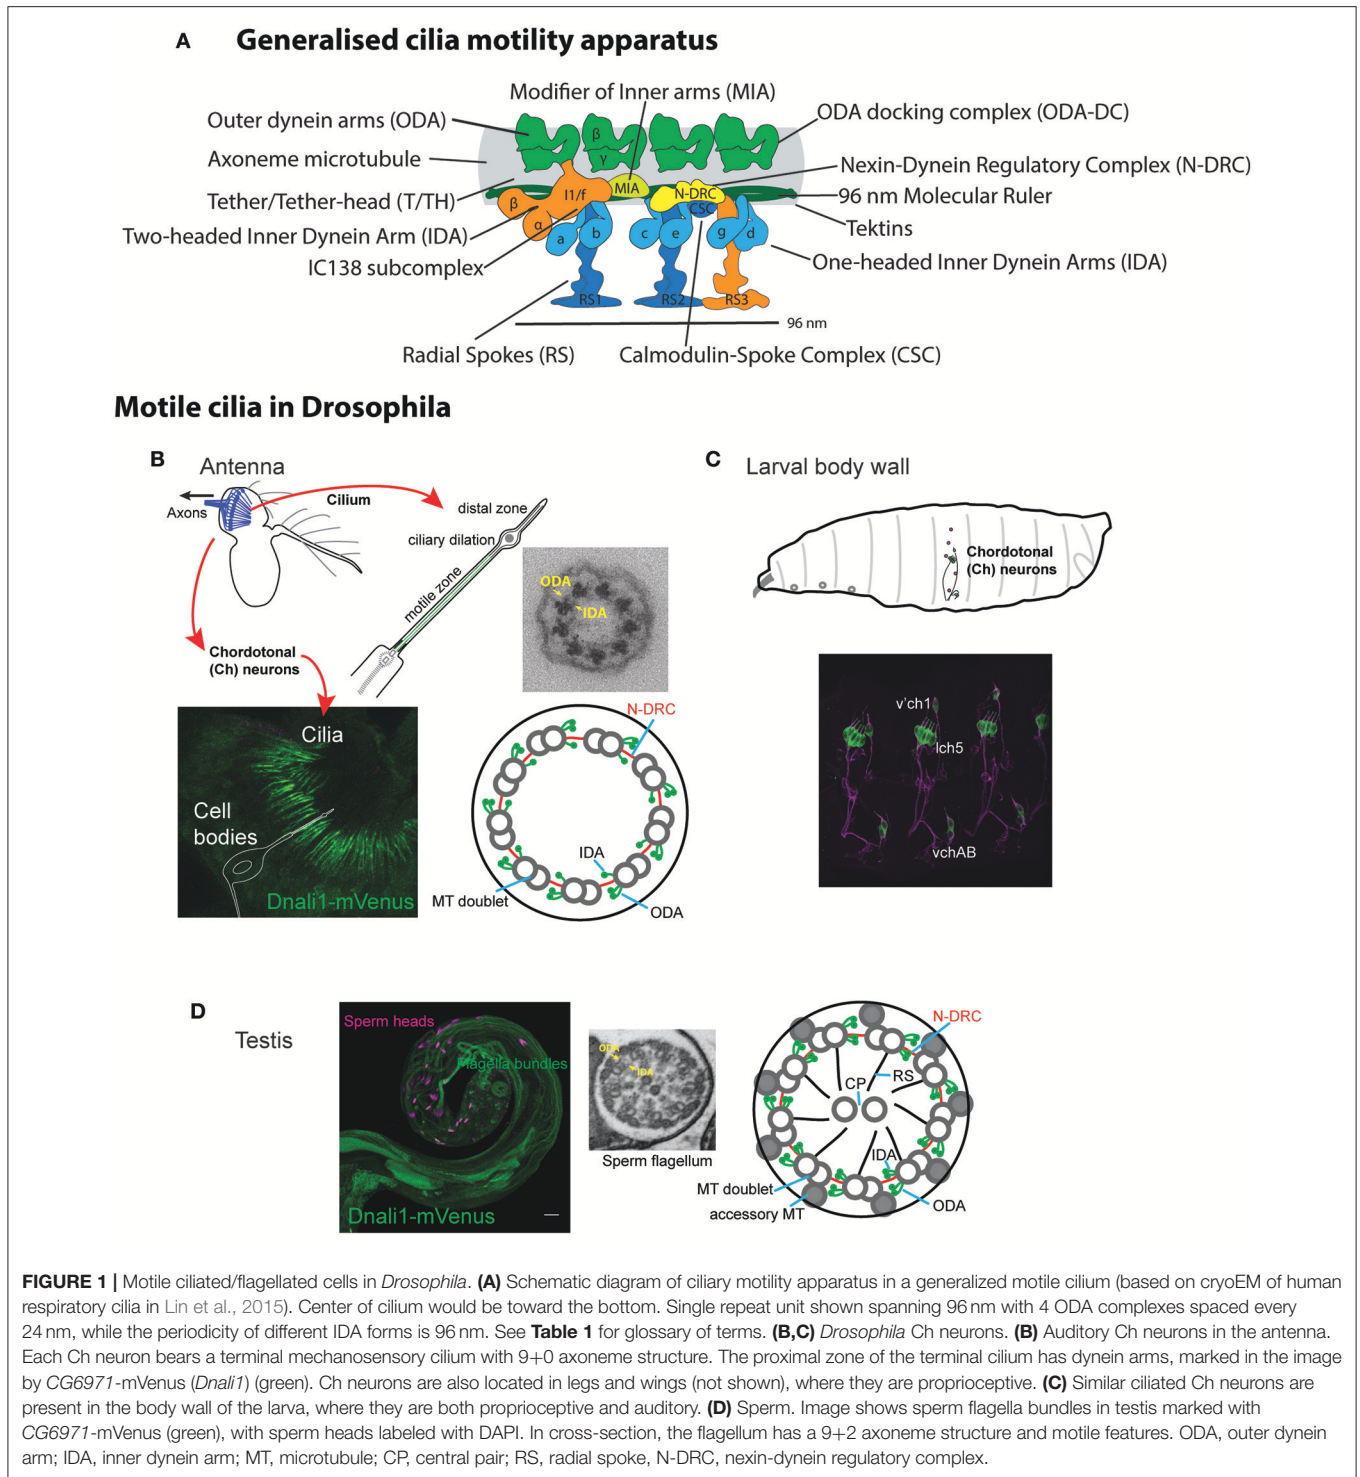 A Generalised cilia motility apparatus
Modifier of Inner arms (MIA)
Outer dynein arms (ODA)
ODA docking complex (ODA-DC)
Axoneme microtubule
Nexin-Dynein Regulatory Complex (N-DRC)
Tether/Tether-head (T/TH)
96 nm Molecular Ruler
Two-headed Inner Dynein Arm (IDA)
Tektins
IC138 subcomplex
One-headed Inner Dynein Arms (IDA)
β
γ
I1/f
MIA
N-DRC
CSC
β
α
a
b
c
e
g
d
RS1
RS2
RS3
96 nm
Radial Spokes (RS)
Calmodulin-Spoke Complex (CSC)
Motile cilia in Drosophila
B
Antenna
Axons
Cilium
distal zone
ciliary dilation
motile zone
Chordotonal
(Ch) neurons
ODA
IDA
Cilia
Cell
bodies
Dnali1-mVenus
N-DRC
IDA
MT doublet
ODA
C
Larval body wall
Chordotonal
(Ch) neurons
v'ch1
lch5
vchAB
D
Testis
Sperm heads
Flagella bundles
Dnali1-mVenus
ODA
IDA
Sperm flagellum
N-DRC
RS
CP
IDA
MT doublet
accessory MT
ODA
FIGURE 1 | Motile ciliated/flagellated cells in Drosophila. (A) Schematic diagram of ciliary motility apparatus in a generalized motile cilium (based on cryoEM of human
respiratory cilia in Lin et al., 2015). Center of cilium would be toward the bottom. Single repeat unit shown spanning 96 nm with 4 ODA complexes spaced every
24 nm, while the periodicity of different IDA forms is 96 nm. See Table 1 for glossary of terms. (B,C) Drosophila Ch neurons. (B) Auditory Ch neurons in the antenna.
Each Ch neuron bears a terminal mechanosensory cilium with 9+0 axoneme structure. The proximal zone of the terminal cilium has dynein arms, marked in the image
by CG6971-mVenus (Dnali1) (green). Ch neurons are also located in legs and wings (not shown), where they are proprioceptive. (C) Similar ciliated Ch neurons are
present in the body wall of the larva, where they are both proprioceptive and auditory. (D) Sperm. Image shows sperm flagella bundles in testis marked with
CG6971-mVenus (green), with sperm heads labeled with DAPI. In cross-section, the flagellum has a 9+2 axoneme structure and motile features. ODA, outer dynein
arm; IDA, inner dynein arm; MT, microtubule; CP, central pair; RS, radial spoke, N-DRC, nexin-dynein regulatory complex.